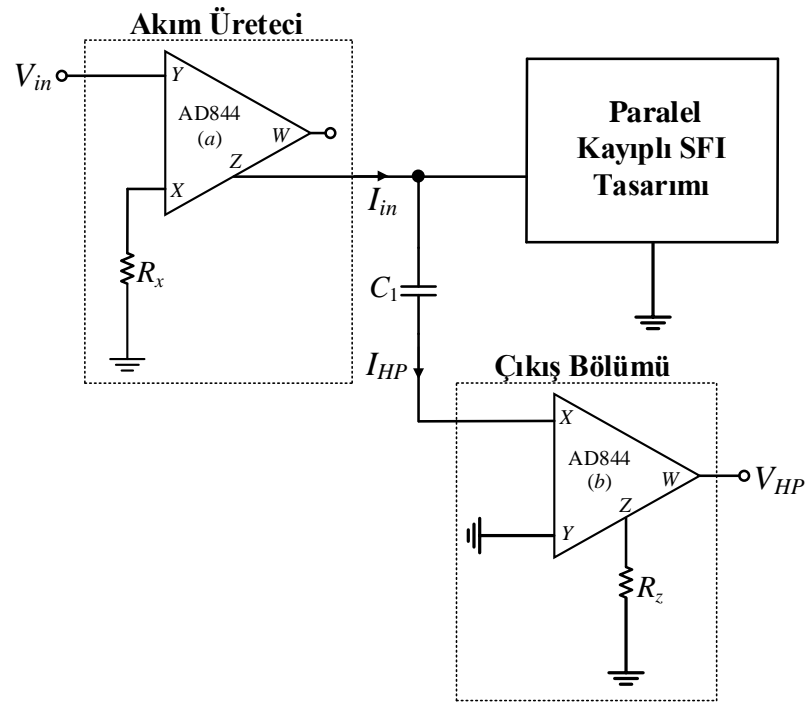 Akım Üreteci
V_in
Y
AD844
(a)
W
Z
X
R_x
I_in
Paralel
Kayıplı SFI
Tasarımı
C_1
I_HP
Çıkış Bölümü
X
AD844
(b)
W
Z
Y
V_HP
R_z